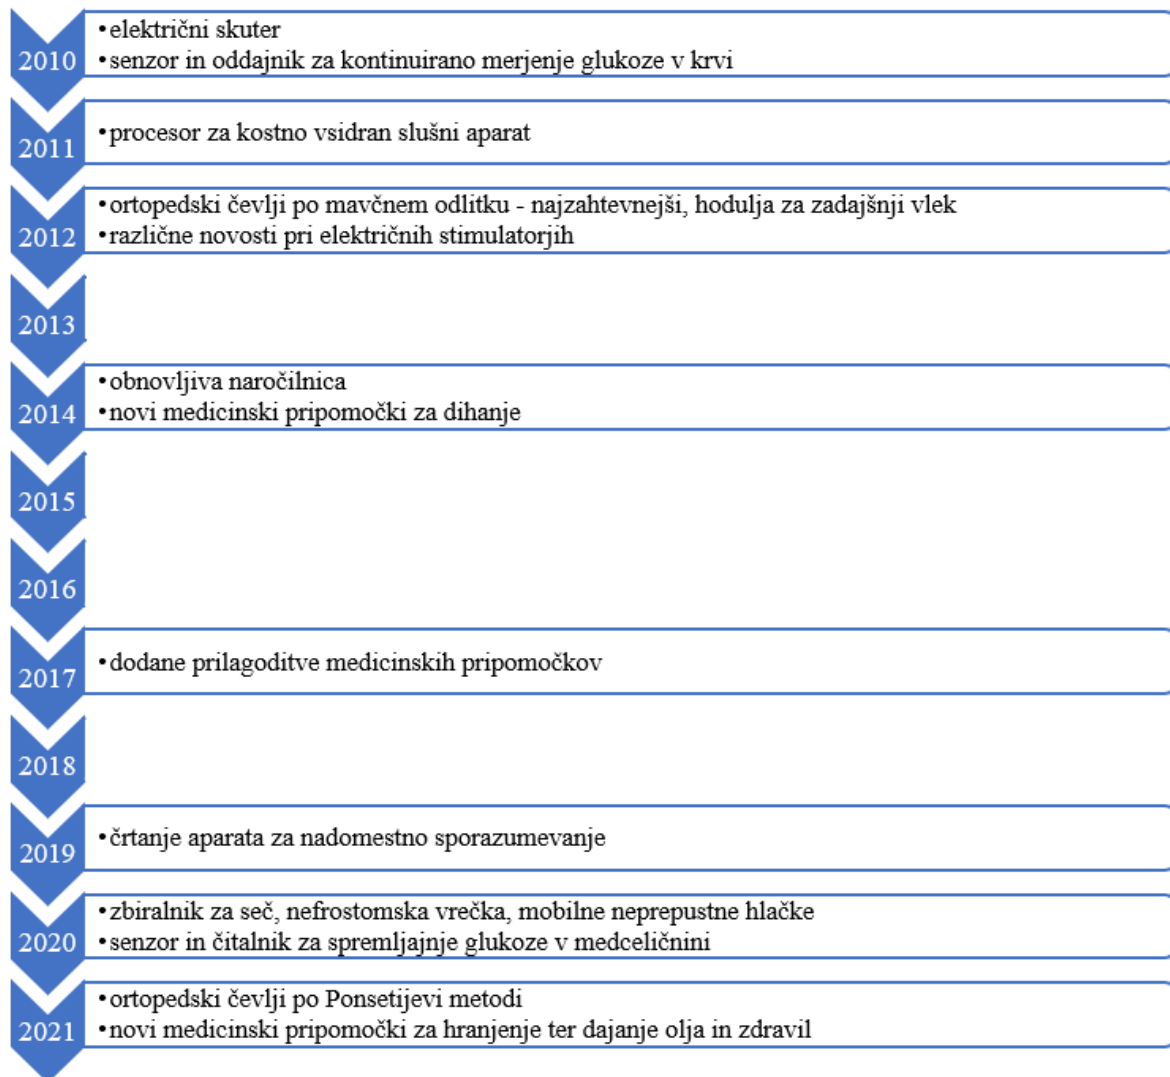 2010
•električni skuter
•senzor in oddajnik za kontinuirano merjenje glukoze v krvi
2011
•procesor za kostno vsidran slušni aparat
2012
•ortopedski čevlji po mavčnem odlitku - najzahtevnejši, hodulja za zadajšnji vlek
•različne novosti pri električnih stimulatorjih
2013
2014
•obnovljiva naročilnica
•novi medicinski pripomočki za dihanje
2015
2016
2017
•dodane prilagoditve medicinskih pripomočkov
2018
2019
•črtanje aparata za nadomestno sporazumevanje
2020
•zbiralnik za seč, nefrostomska vrečka, mobilne neprepustne hlačke
•senzor in čitalnik za spremljajnje glukoze v medceličnini
2021
•ortopedski čevlji po Ponsetijevi metodi
•novi medicinski pripomočki za hranjenje ter dajanje olja in zdravil